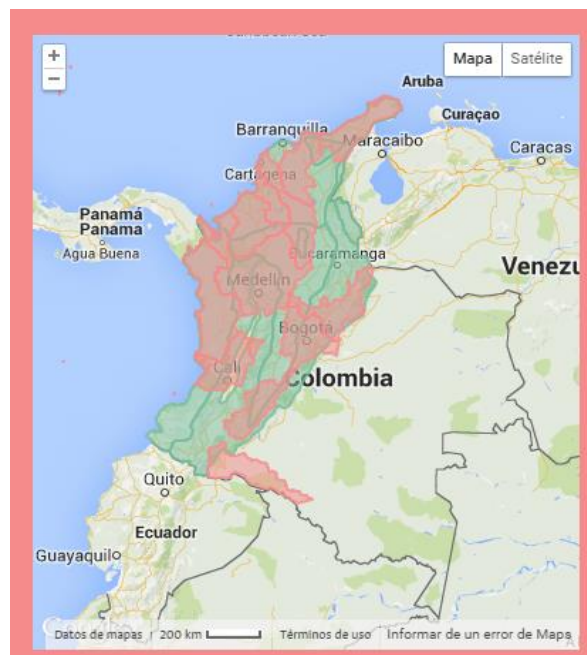 +
−
Mapa Satélite
Aruba
Curaçao
Barranquilla
Maracaibo
Caracas
Cartagena
Panamá
Panama
Agua Buena
Bucaramanga
Venezu
Medellín
Bogotá
Cali
Colombia
Quito
Ecuador
Guayaquil
Datos de mapas 200 km Términos de uso Informar de un error de Maps